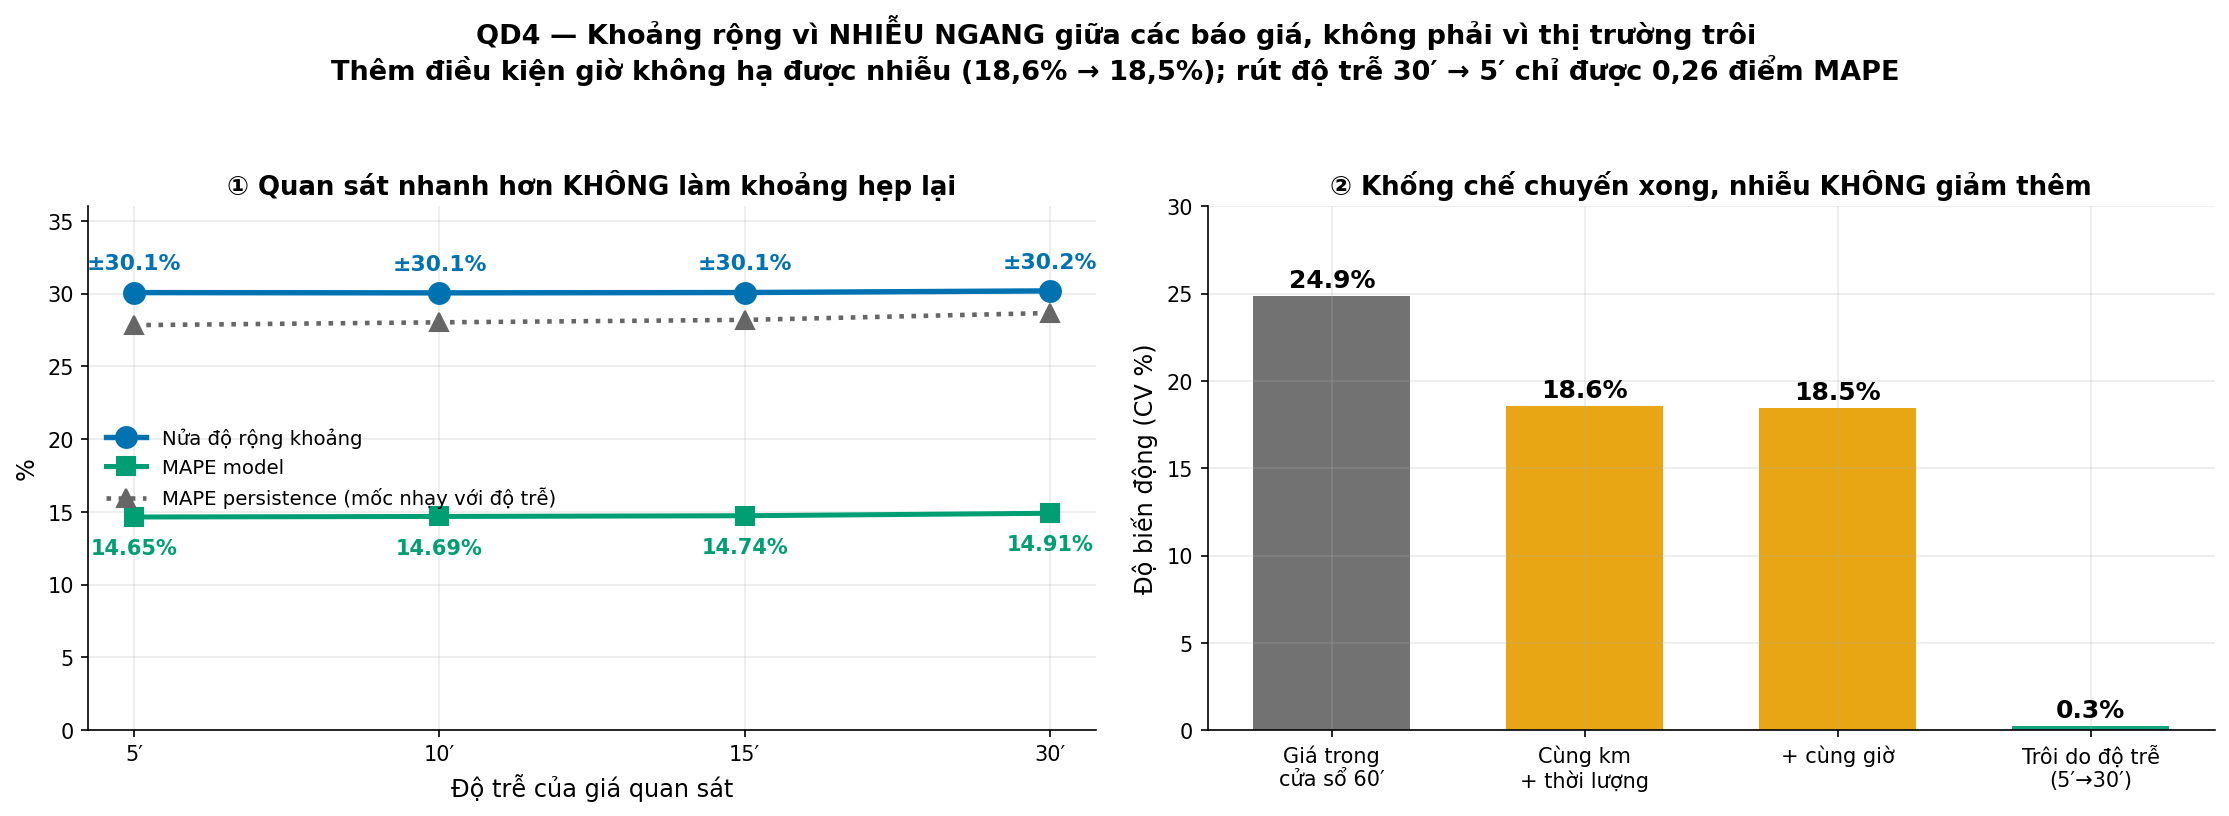 QD4 — Khoảng rộng vì NHIỄU NGANG giữa các báo giá, không phải vì thị trường trôi
Thêm điều kiện giờ không hạ được nhiễu (18,6% → 18,5%); rút độ trễ 30′ → 5′ chỉ được 0,26 điểm MAPE
① Quan sát nhanh hơn KHÔNG làm khoảng hẹp lại
35
30
25
20
15
10
5
0
%
±30.1%
±30.1%
±30.1%
±30.2%
Nửa độ rộng khoảng
MAPE model
MAPE persistence (mốc nhạy với độ trễ)
14.65%
14.69%
14.74%
14.91%
5′
10′
15′
30′
Độ trễ của giá quan sát
② Khống chế chuyến xong, nhiễu KHÔNG giảm thêm
30
25
20
15
10
5
0
Độ biến động (CV %)
24.9%
18.6%
18.5%
0.3%
Giá trong
cửa sổ 60′
Cùng km
+ thời lượng
+ cùng giờ
Trôi do độ trễ
(5′→30′)